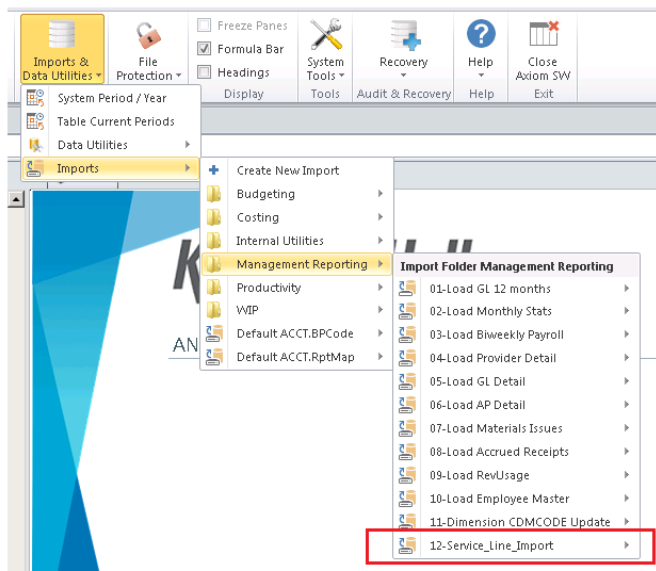 Imports &
Data Utilities
File
Protection
Freeze Panes
Formula Bar
Headings
Display
System
Tools
Tools
Recovery
Audit & Recovery
Help
Help
Close
Axiom SW
Exit
System Period / Year
Table Current Periods
Data Utilities
Imports
Create New Import
Budgeting
Costing
Internal Utilities
Management Reporting
Productivity
WIP
Default ACCT.BPCode
Default ACCT.RptMap
Import Folder Management Reporting
01-Load GL 12 months
02-Load Monthly Stats
03-Load Biweekly Payroll
04-Load Provider Detail
05-Load GL Detail
06-Load AP Detail
07-Load Materials Issues
08-Load Accrued Receipts
09-Load RevUsage
10-Load Employee Master
11-Dimension CDMCODE Update
12-Service_Line_Import
K
AN